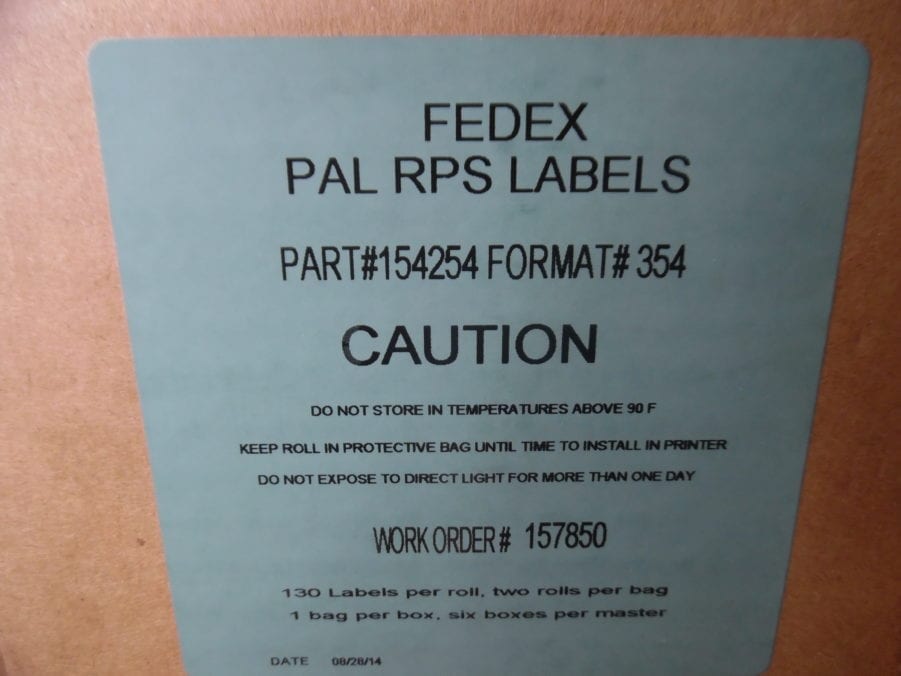 FEDEX
PAL RPS LABELS
PART#154254 FORMAT# 354
CAUTION
DO NOT STORE IN TEMPERATURES ABOVE 90 F
KEEP ROLL IN PROTECTIVE BAG UNTIL TIME TO INSTALL IN PRINTER
DO NOT EXPOSE TO DIRECT LIGHT FOR MORE THAN ONE DAY
WORK ORDER# 157850
130 Labels per roll, two rolls per bag
1 bag per box, six boxes per master
DATE 08/28/14